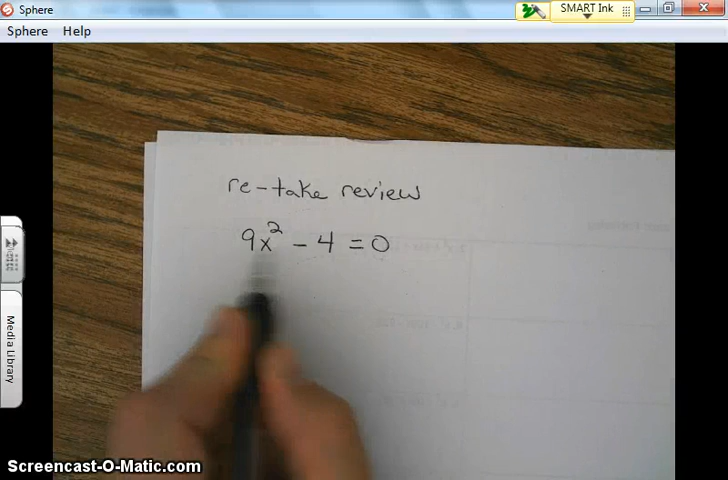 Sphere
SMART Ink
Sphere Help
re-take review
9x² - 4 = 0
Media Library
Screencast-O-Matic.com